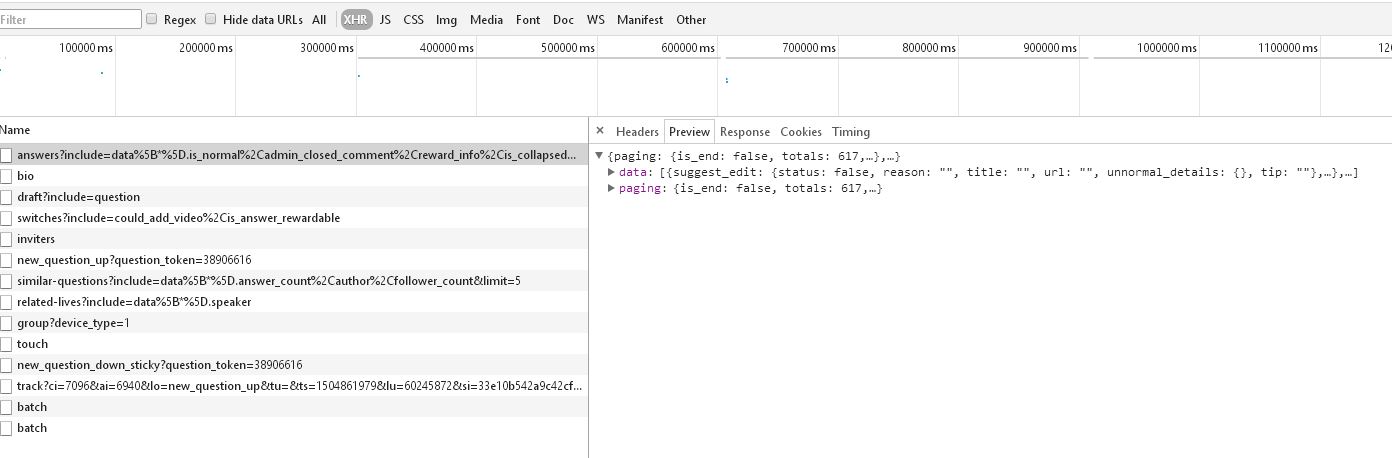 Filter Regex Hide data URLs All XHR JS CSS Img Media Font Doc WS Manifest Other
100000 ms 200000 ms 300000 ms 400000 ms 500000 ms 600000 ms 700000 ms 800000 ms 900000 ms 1000000 ms 1100000 ms 120
Name
× Headers Preview Response Cookies Timing
answers?include=data%5B*%5D.is_normal%2Cadmin_closed_comment%2Creward_info%2Cis_collapsed...
bio
draft?include=question
switches?include=could_add_video%2Cis_answer_rewardable
inviters
new_question_up?question_token=38906616
similar-questions?include=data%5B*%5D.answer_count%2Cauthor%2Cfollower_count&limit=5
related-lives?include=data%5B*%5D.speaker
group?device_type=1
touch
new_question_down_sticky?question_token=38906616
track?ci=7096&ai=6940&lo=new_question_up&tu=&ts=1504861979&lu=60245872&si=33e10b542a9c42cf...
batch
batch
▼{paging: {is_end: false, totals: 617,…},…}
▶data: [{suggest_edit: {status: false, reason: "", title: "", url: "", unnormal_details: {}, tip: ""},…},…]
▶paging: {is_end: false, totals: 617,…}